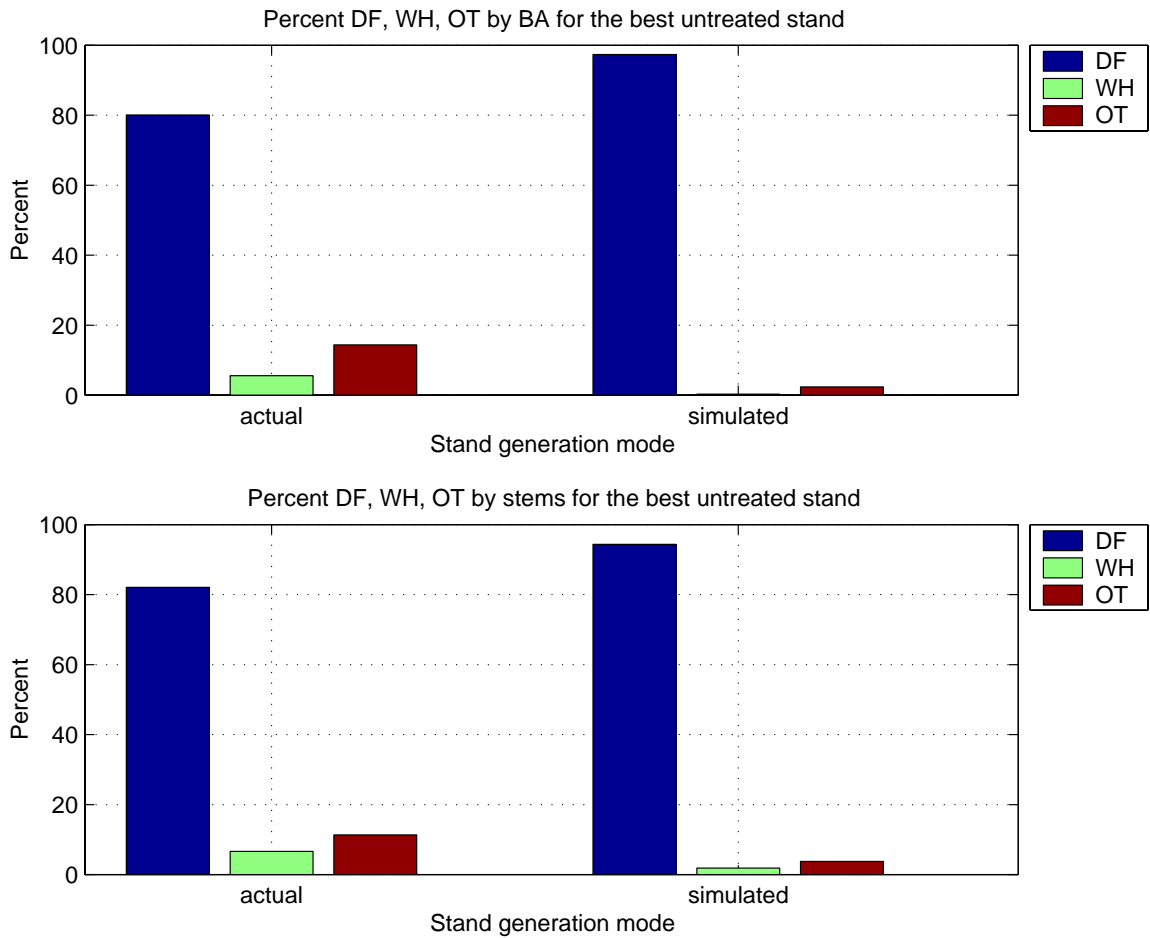 Percent DF, WH, OT by BA for the best untreated stand
100
80
60
40
20
0
Percent
actual
simulated
Stand generation mode
DF
WH
OT
Percent DF, WH, OT by stems for the best untreated stand
100
80
60
40
20
0
Percent
actual
simulated
Stand generation mode
DF
WH
OT